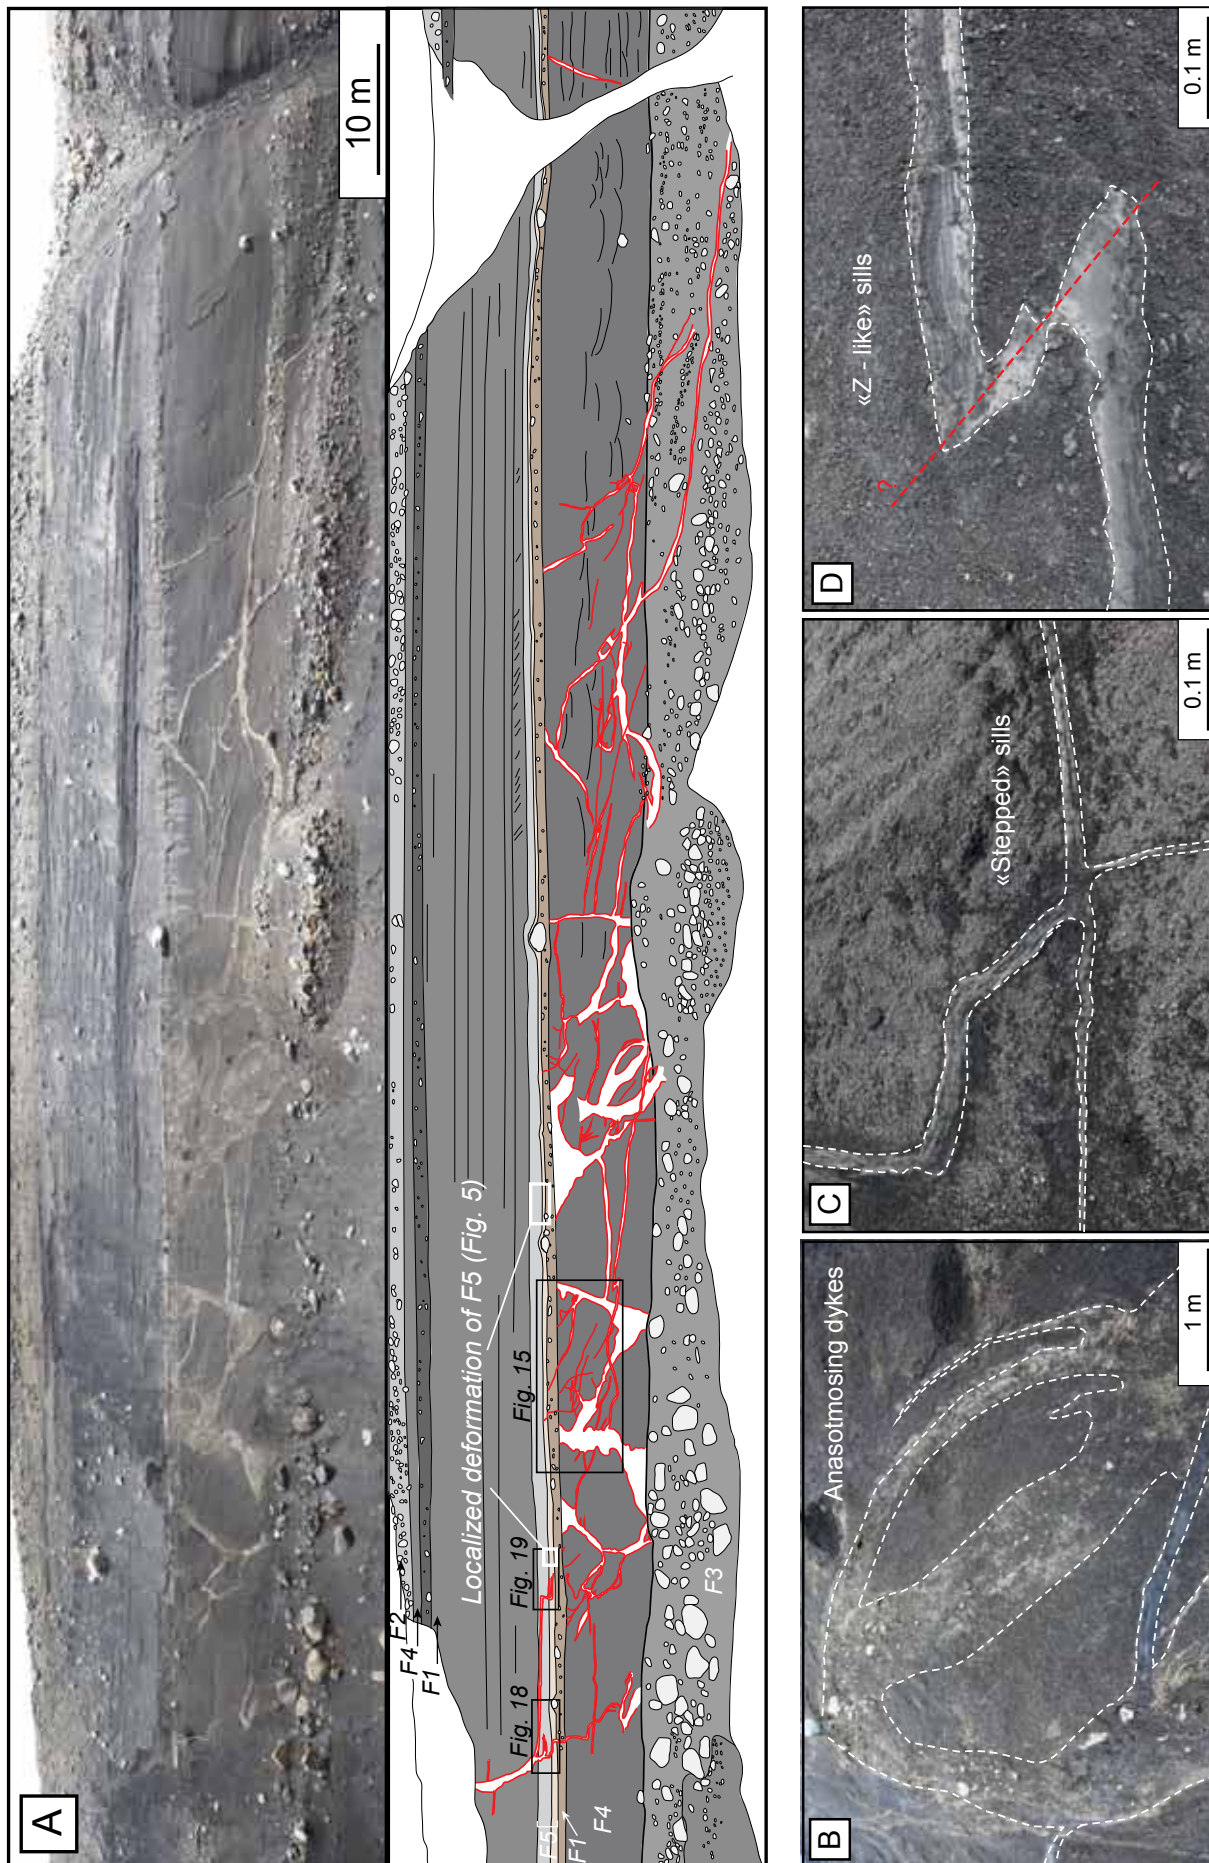 A
10 m
F2
F4
F1
Fig. 18
Fig. 19
Localized deformation of F5 (Fig. 5)
Fig. 15
F5
F1
F4
F3
B
Anasotmosing dykes
1 m
C
«Stepped» sills
0.1 m
D
?
«Z - like» sills
0.1 m